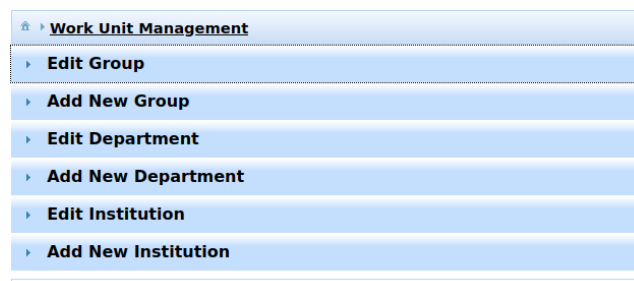 Work Unit Management
Edit Group
Add New Group
Edit Department
Add New Department
Edit Institution
Add New Institution